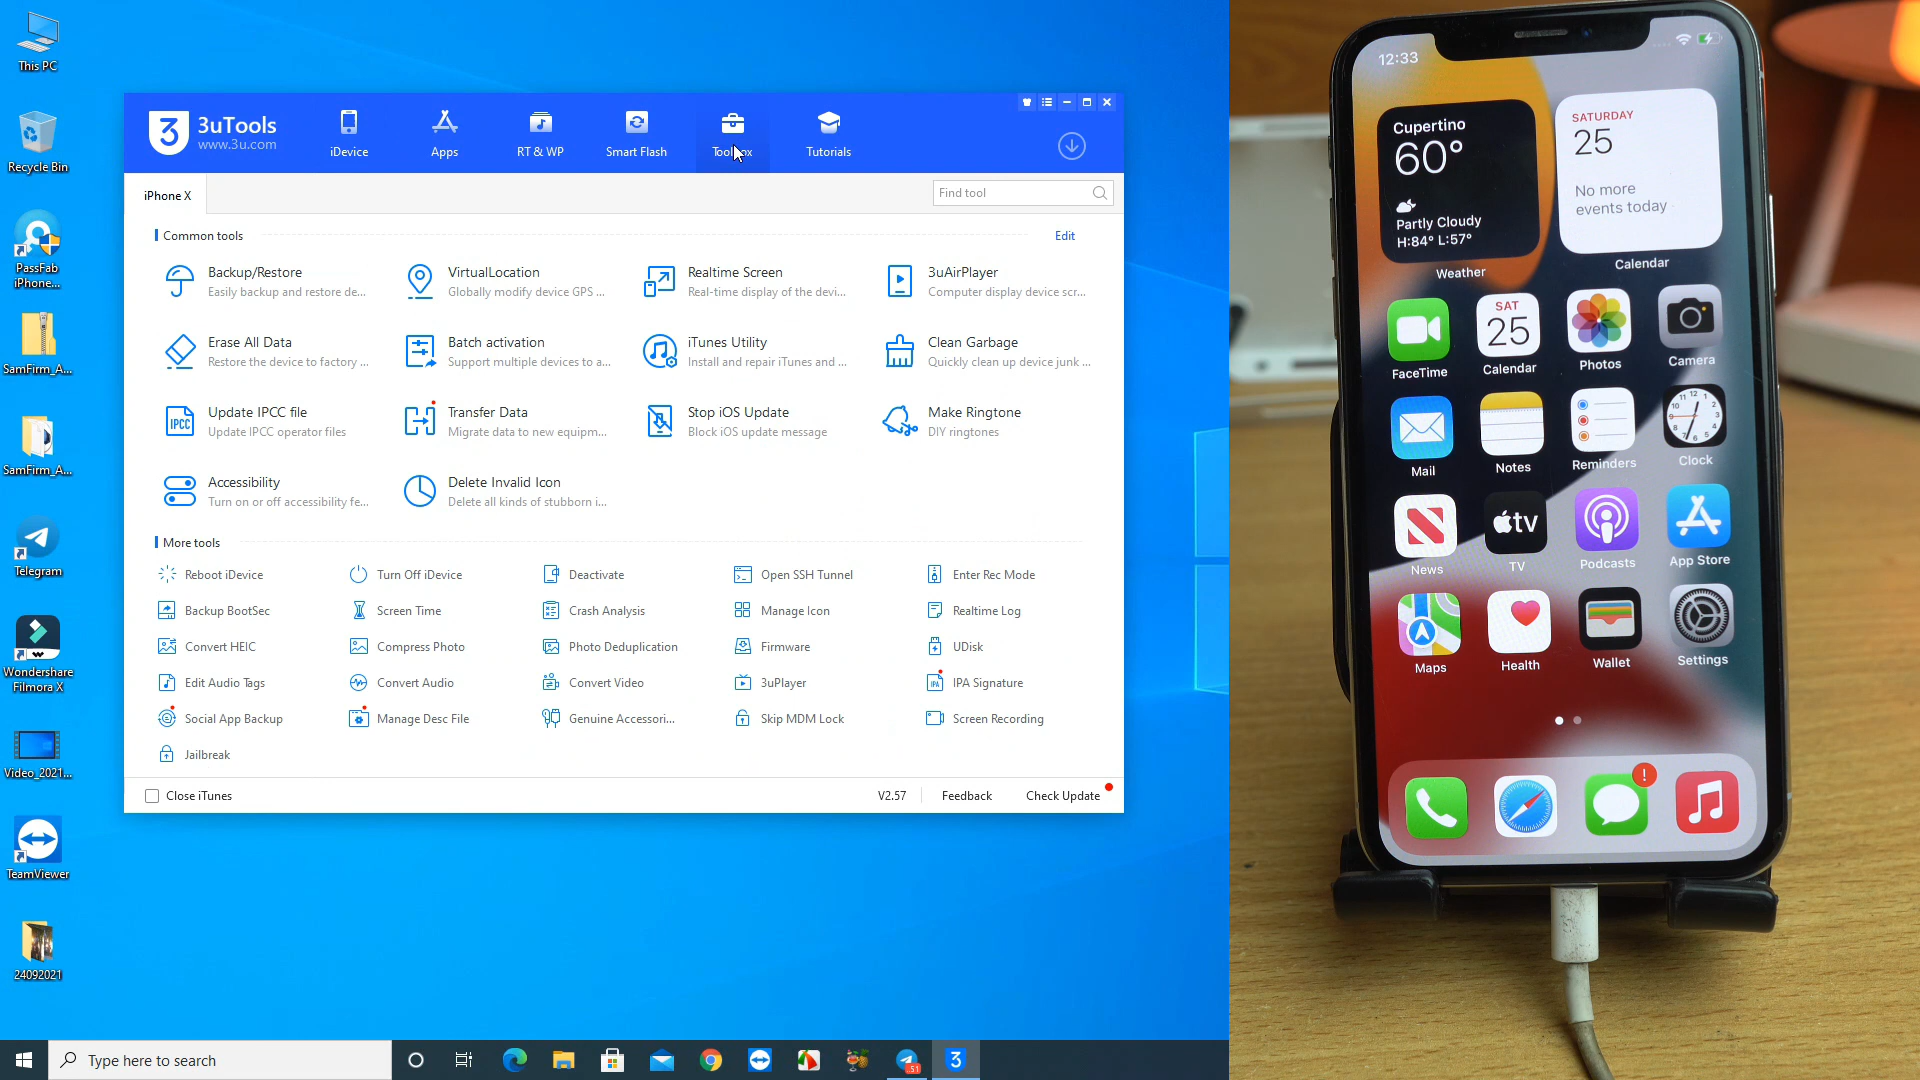 This PC
Recycle Bin
PassFab
iPhone...
SamFirm_A...
SamFirm_A...
Telegram
Wondershare
Filmora X
Video_2021...
TeamViewer
24092021
3
3uTools
www.3u.com
iDevice
Apps
RT & WP
Smart Flash
Toolbox
Tutorials
iPhone X
Find tool
Common tools
Edit
Backup/Restore
Easily backup and restore de...
VirtualLocation
Globally modify device GPS ...
Realtime Screen
Real-time display of the devi...
3uAirPlayer
Computer display device scr...
Erase All Data
Restore the device to factory ...
Batch activation
Support multiple devices to a...
iTunes Utility
Install and repair iTunes and ...
Clean Garbage
Quickly clean up device junk ...
IPCC
Update IPCC file
Update IPCC operator files
Transfer Data
Migrate data to new equipm...
Stop iOS Update
Block iOS update message
Make Ringtone
DIY ringtones
Accessibility
Turn on or off accessibility fe...
Delete Invalid Icon
Delete all kinds of stubborn i...
More tools
Reboot iDevice
Turn Off iDevice
Deactivate
Open SSH Tunnel
Enter Rec Mode
Backup BootSec
Screen Time
Crash Analysis
Manage Icon
Realtime Log
Convert HEIC
Compress Photo
Photo Deduplication
Firmware
UDisk
Edit Audio Tags
Convert Audio
Convert Video
3uPlayer
IPA
IPA Signature
Social App Backup
Manage Desc File
Genuine Accessori...
Skip MDM Lock
Screen Recording
Jailbreak
Close iTunes
V2.57
Feedback
Check Update
Type here to search
51
3
12:33
Cupertino
60°
Partly Cloudy
H:84° L:57°
Weather
SATURDAY
25
No more
events today
Calendar
FaceTime
SAT
25
Calendar
Photos
Camera
Mail
Notes
Reminders
Clock
News
tv
TV
Podcasts
App Store
Maps
Health
Wallet
Settings
!